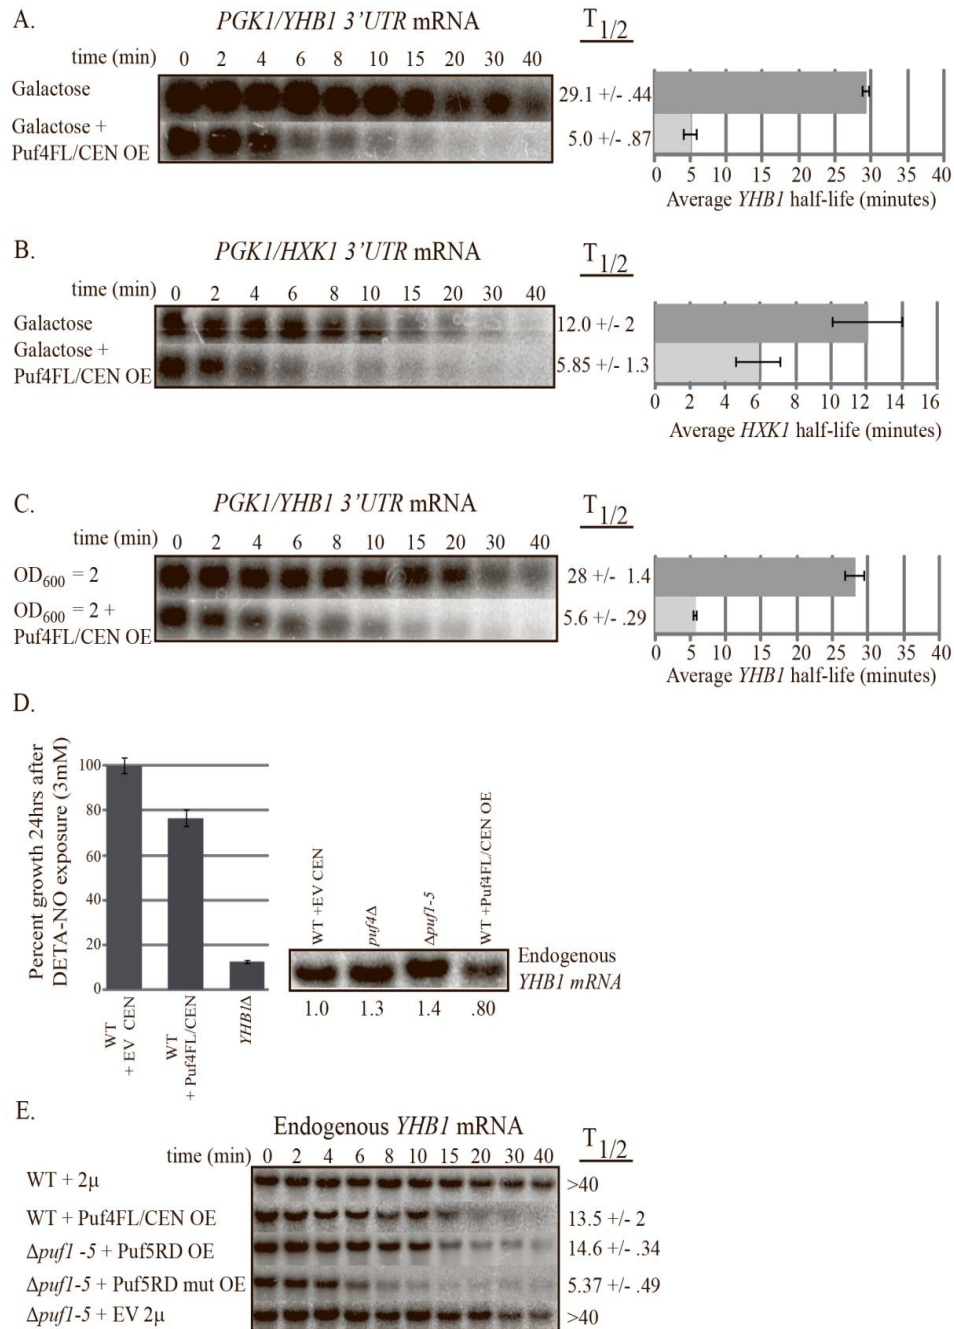 A.
PGK1/YHB1 3’UTR mRNA
T1/2
time (min) 0 2 4 6 8 10 15 20 30 40
Galactose
29.1 +/- .44
Galactose +
Puf4FL/CEN OE
5.0 +/- .87
0 5 10 15 20 25 30 35 40
Average YHB1 half-life (minutes)
B.
PGK1/HXK1 3’UTR mRNA
T1/2
time (min) 0 2 4 6 8 10 15 20 30 40
Galactose
12.0 +/- 2
Galactose +
Puf4FL/CEN OE
5.85 +/- 1.3
0 2 4 6 8 10 12 14 16
Average HXK1 half-life (minutes)
C.
PGK1/YHB1 3’UTR mRNA
T1/2
time (min) 0 2 4 6 8 10 15 20 30 40
OD600 = 2
28 +/- 1.4
OD600 = 2 +
Puf4FL/CEN OE
5.6 +/- .29
0 5 10 15 20 25 30 35 40
Average YHB1 half-life (minutes)
D.
Percent growth 24hrs after
DETA-NO exposure (3mM)
100
80
60
40
20
0
WT
+ EV CEN
WT
+ Puf4FL/CEN
YHB1Δ
WT +EV CEN
puf4Δ
Δpuf1-5
WT +Puf4FL/CEN OE
Endogenous
YHB1 mRNA
1.0 1.3 1.4 .80
E.
Endogenous YHB1 mRNA
T1/2
time (min) 0 2 4 6 8 10 15 20 30 40
WT + 2μ
>40
WT + Puf4FL/CEN OE
13.5 +/- 2
Δpuf1 -5 + Puf5RD OE
14.6 +/- .34
Δpuf1-5 + Puf5RD mut OE
5.37 +/- .49
Δpuf1-5 + EV 2μ
>40